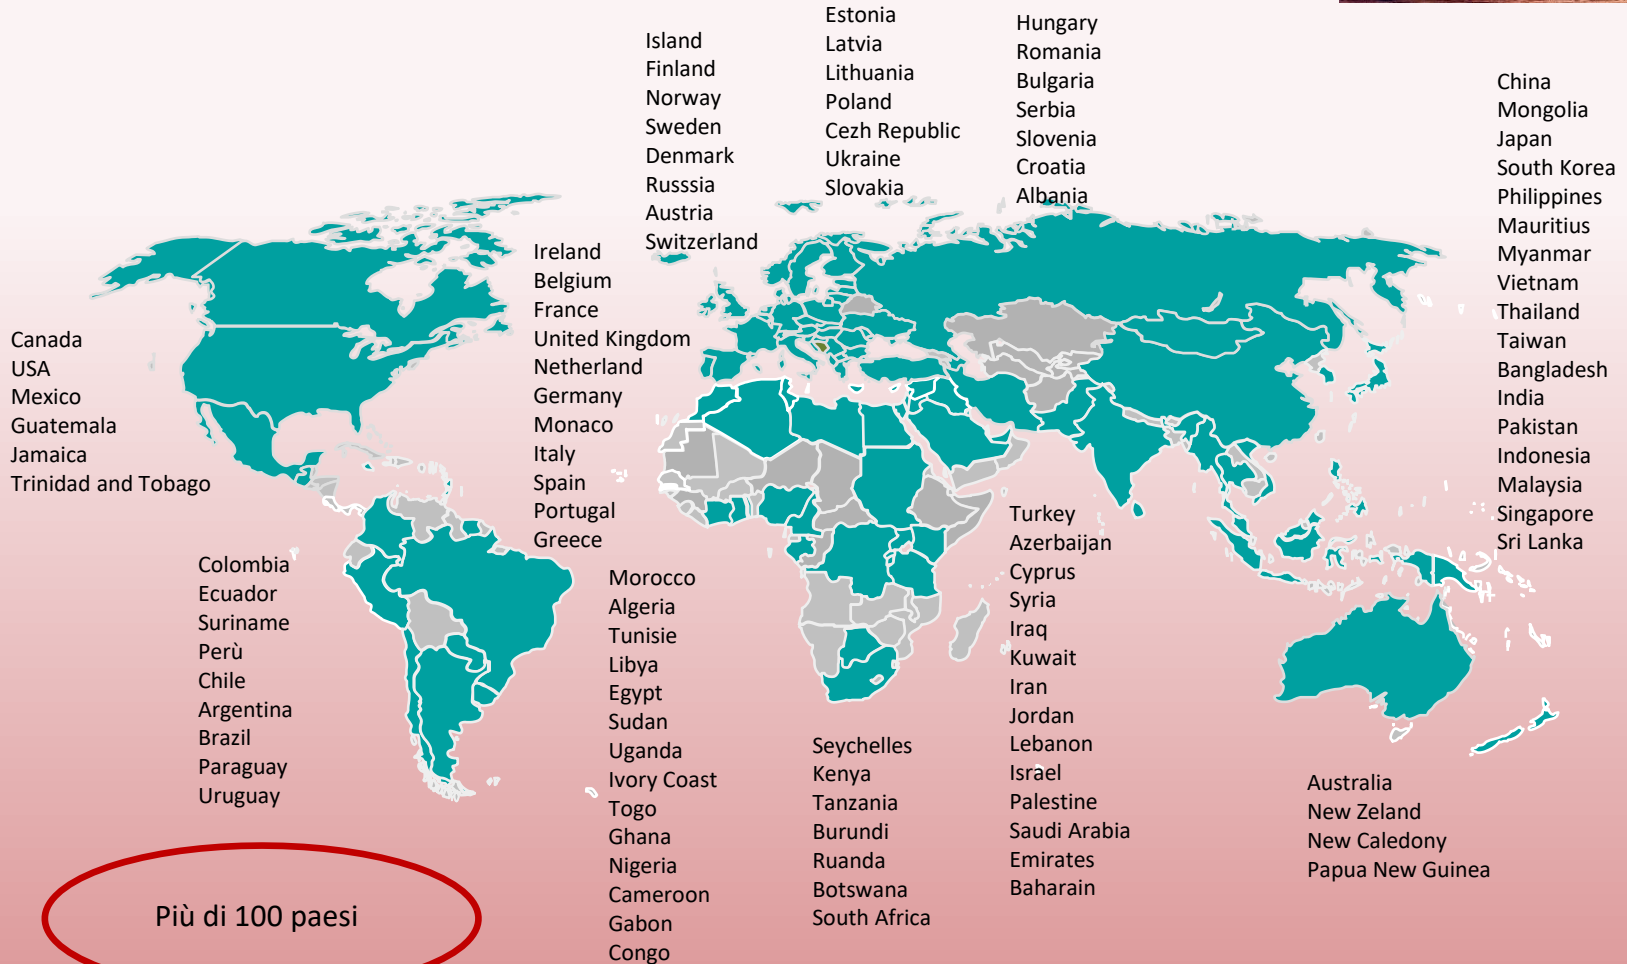 Canada
USA
Mexico
Guatemala
Jamaica
Trinidad and Tobago
Colombia
Ecuador
Suriname
Perù
Chile
Argentina
Brazil
Paraguay
Uruguay
Ireland
Belgium
France
United Kingdom
Netherland
Germany
Monaco
Italy
Spain
Portugal
Greece
Island
Finland
Norway
Sweden
Denmark
Russsia
Austria
Switzerland
Estonia
Latvia
Lithuania
Poland
Cezh Republic
Ukraine
Slovakia
Hungary
Romania
Bulgaria
Serbia
Slovenia
Croatia
Albania
Morocco
Algeria
Tunisie
Libya
Egypt
Sudan
Uganda
Ivory Coast
Togo
Ghana
Nigeria
Cameroon
Gabon
Congo
Seychelles
Kenya
Tanzania
Burundi
Ruanda
Botswana
South Africa
Turkey
Azerbaijan
Cyprus
Syria
Iraq
Kuwait
Iran
Jordan
Lebanon
Israel
Palestine
Saudi Arabia
Emirates
Baharain
China
Mongolia
Japan
South Korea
Philippines
Mauritius
Myanmar
Vietnam
Thailand
Taiwan
Bangladesh
India
Pakistan
Indonesia
Malaysia
Singapore
Sri Lanka
Australia
New Zeland
New Caledony
Papua New Guinea
Più di 100 paesi